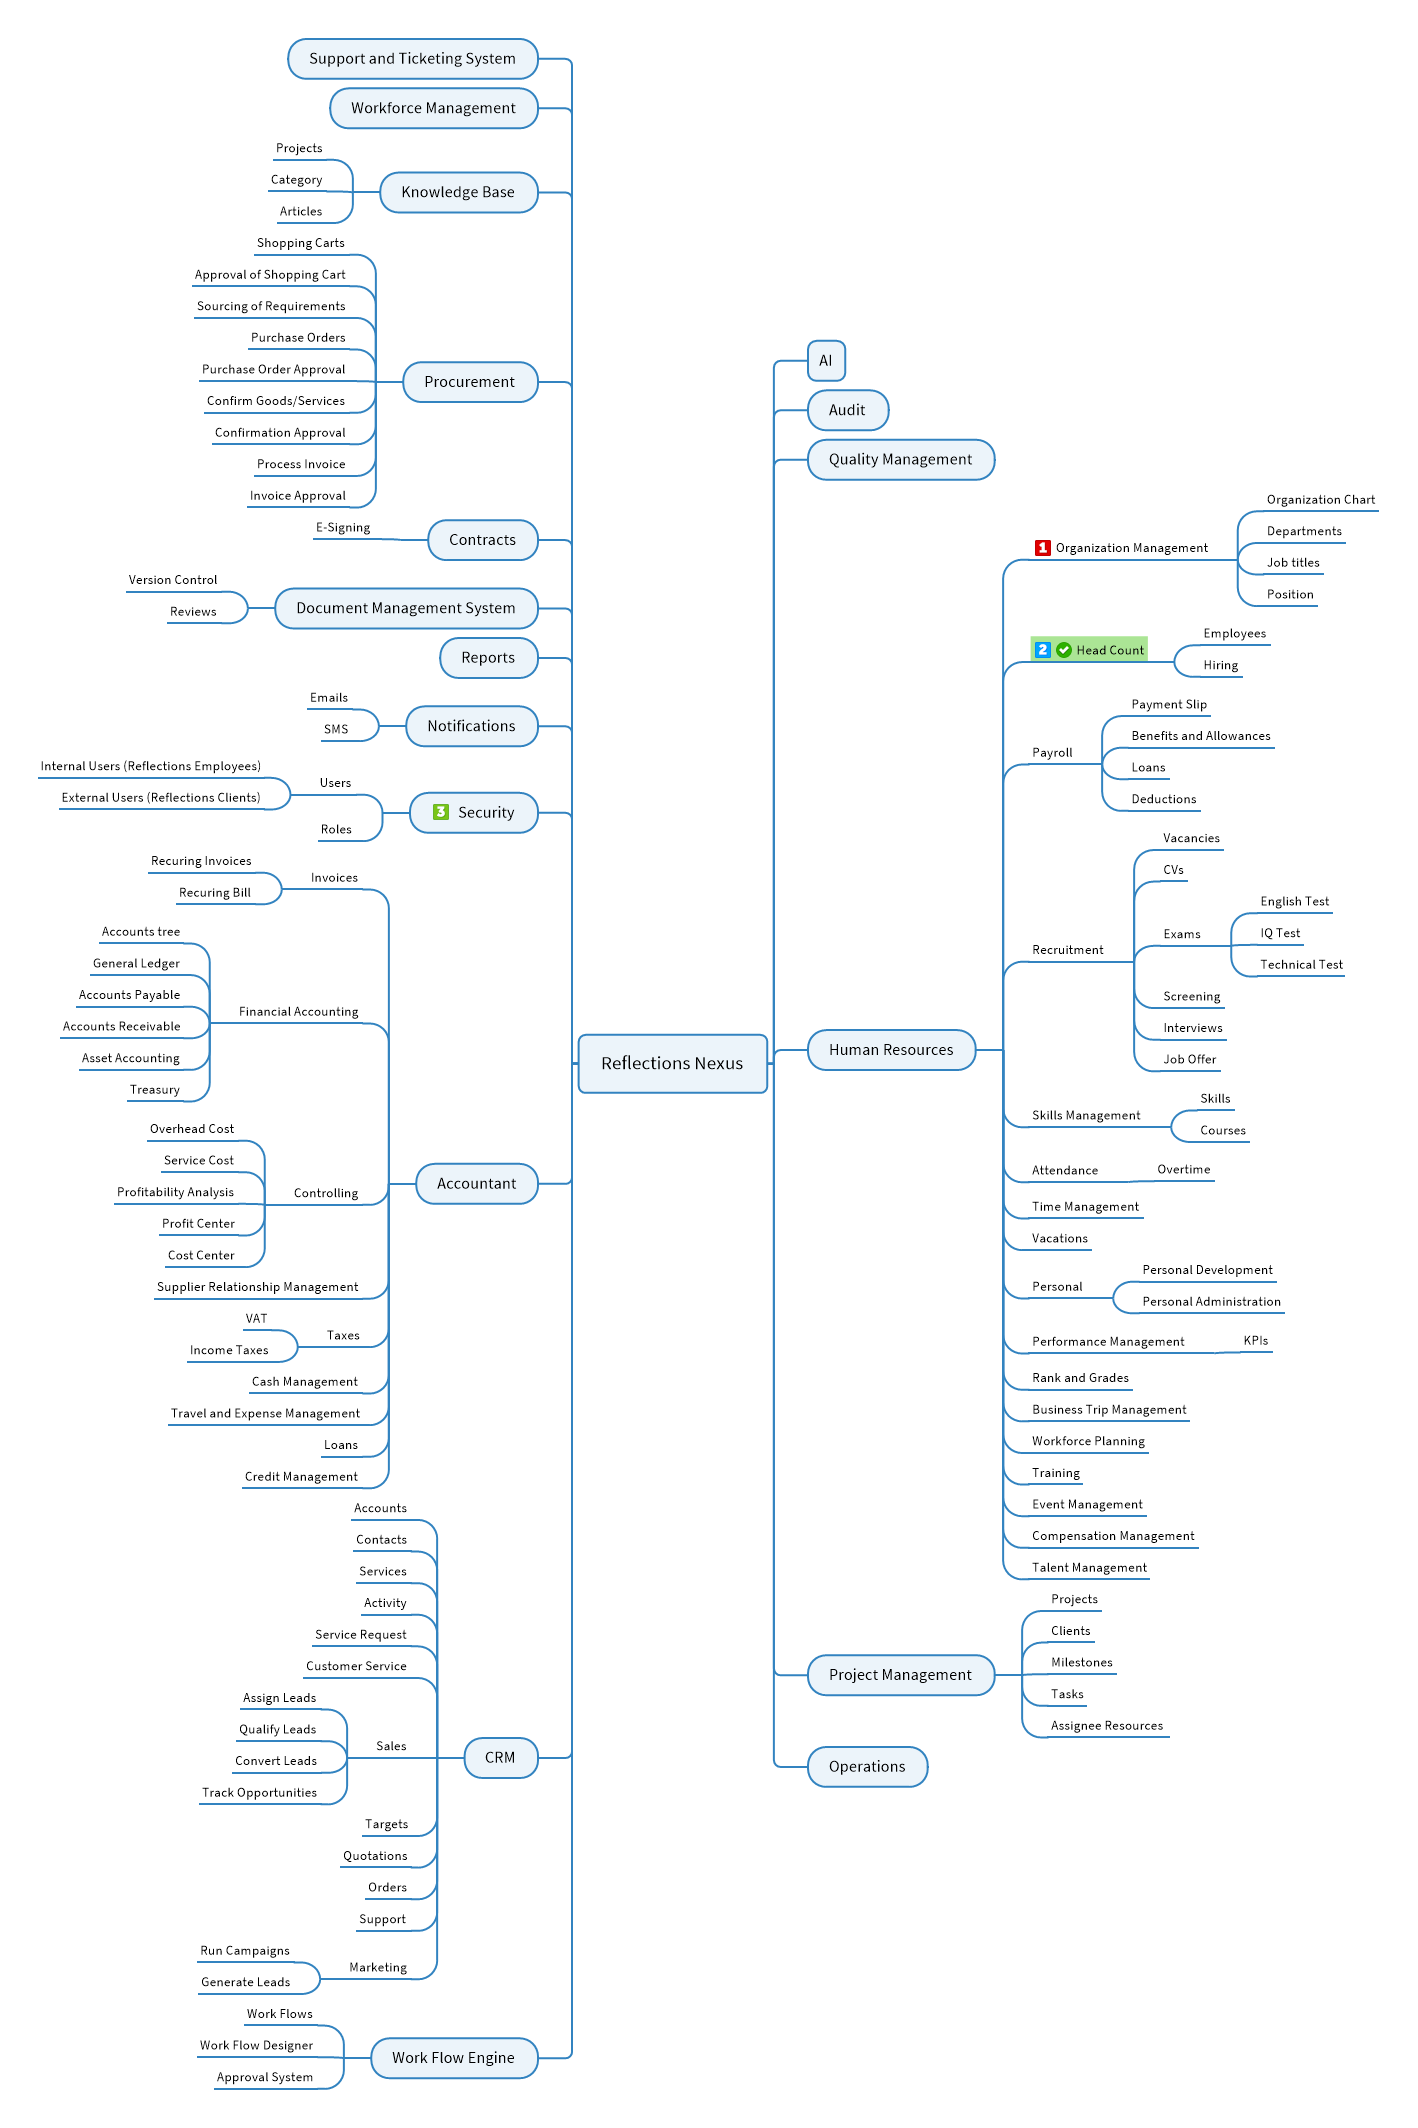 Support and Ticketing System
Workforce Management
Projects
Category
Articles
Knowledge Base
Shopping Carts
Approval of Shopping Cart
Sourcing of Requirements
Purchase Orders
Purchase Order Approval
Confirm Goods/Services
Confirmation Approval
Process Invoice
Invoice Approval
Procurement
E-Signing
Contracts
Version Control
Reviews
Document Management System
Reports
Emails
SMS
Notifications
Internal Users (Reflections Employees)
External Users (Reflections Clients)
Users
Roles
3 Security
Recuring Invoices
Recuring Bill
Invoices
Accounts tree
General Ledger
Accounts Payable
Accounts Receivable
Asset Accounting
Treasury
Financial Accounting
Overhead Cost
Service Cost
Profitability Analysis
Profit Center
Cost Center
Controlling
Supplier Relationship Management
VAT
Income Taxes
Taxes
Cash Management
Travel and Expense Management
Loans
Credit Management
Accountant
Accounts
Contacts
Services
Activity
Service Request
Customer Service
Assign Leads
Qualify Leads
Convert Leads
Track Opportunities
Sales
Targets
Quotations
Orders
Support
Run Campaigns
Generate Leads
Marketing
CRM
Work Flows
Work Flow Designer
Approval System
Work Flow Engine
Reflections Nexus
AI
Audit
Quality Management
Human Resources
1 Organization Management
Organization Chart
Departments
Job titles
Position
2 Head Count
Employees
Hiring
Payroll
Payment Slip
Benefits and Allowances
Loans
Deductions
Recruitment
Vacancies
CVs
Exams
English Test
IQ Test
Technical Test
Screening
Interviews
Job Offer
Skills Management
Skills
Courses
Attendance
Overtime
Time Management
Vacations
Personal
Personal Development
Personal Administration
Performance Management
KPIs
Rank and Grades
Business Trip Management
Workforce Planning
Training
Event Management
Compensation Management
Talent Management
Project Management
Projects
Clients
Milestones
Tasks
Assignee Resources
Operations